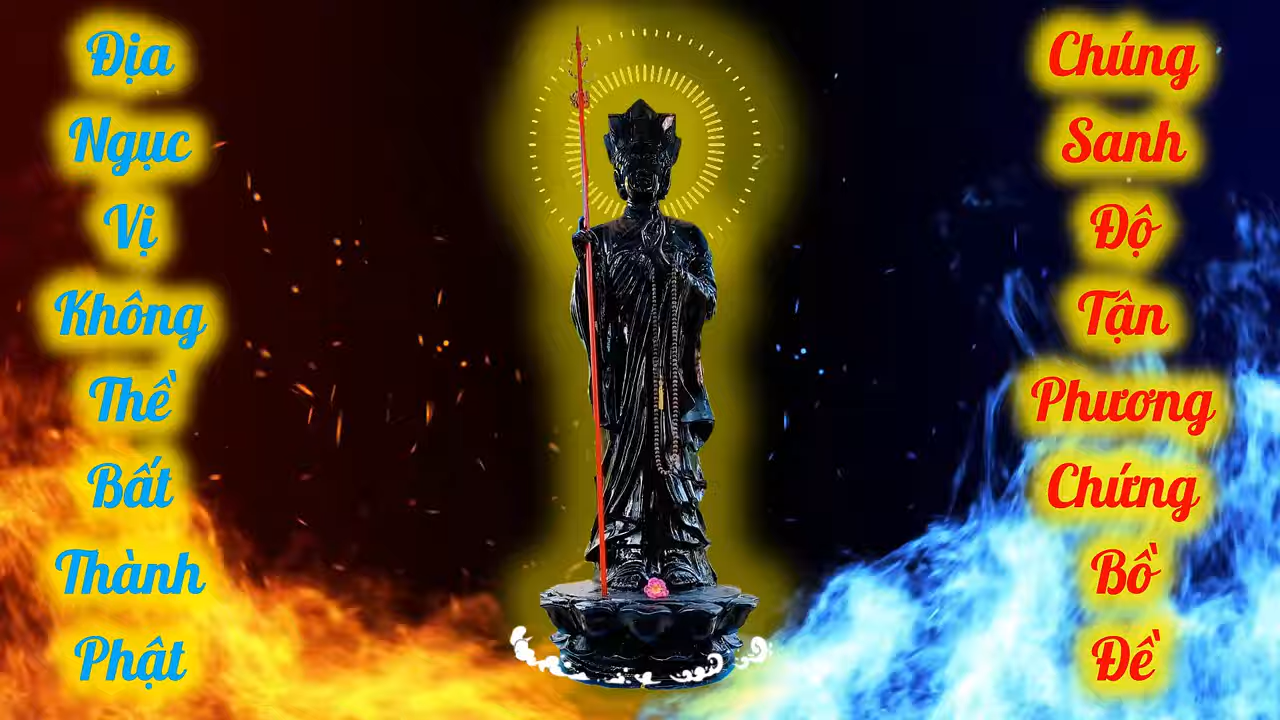 Địa
Ngục
Vị
Không
Thề
Bất
Thành
Phật
Chúng
Sanh
Độ
Tận
Phương
Chứng
Bồ
Đề